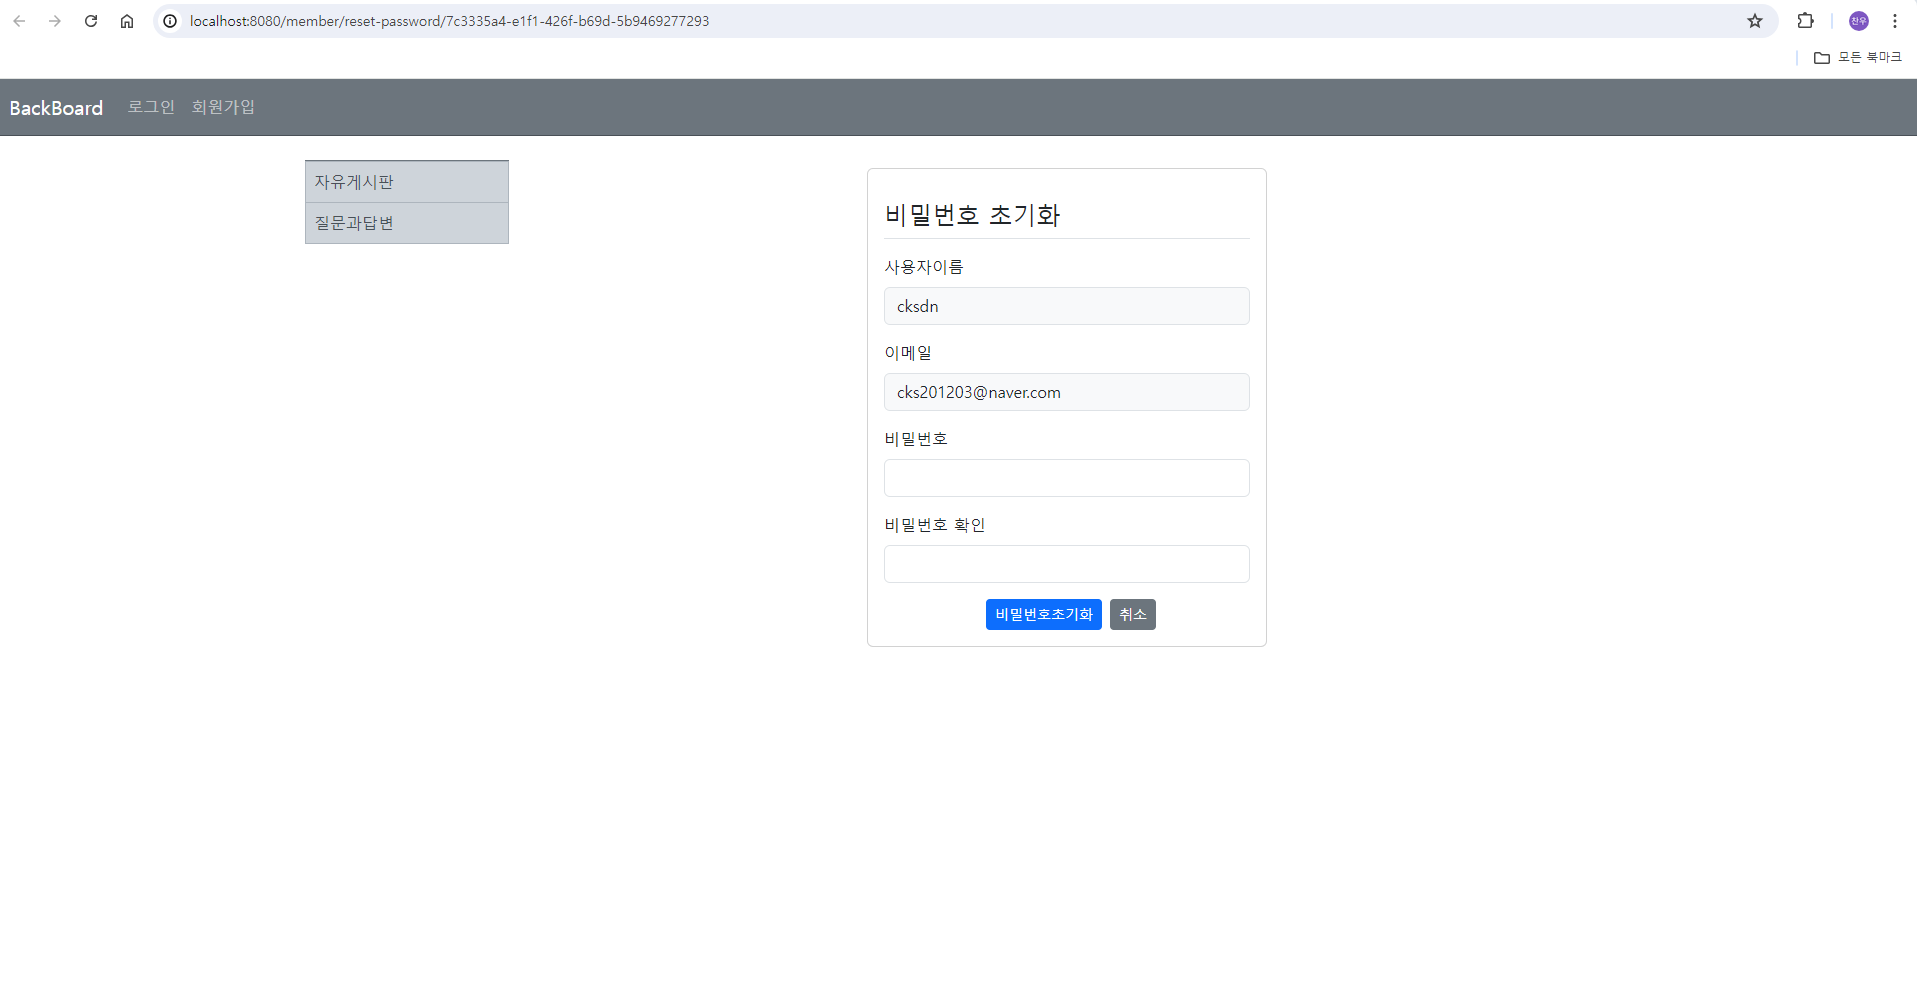 localhost:8080/member/reset-password/7c3335a4-e1f1-426f-b69d-5b9469277293
찬우
모든 북마크
BackBoard 로그인 회원가입
자유게시판
질문과답변
비밀번호 초기화
사용자이름
cksdn
이메일
cks201203@naver.com
비밀번호
비밀번호 확인
비밀번호초기화 취소